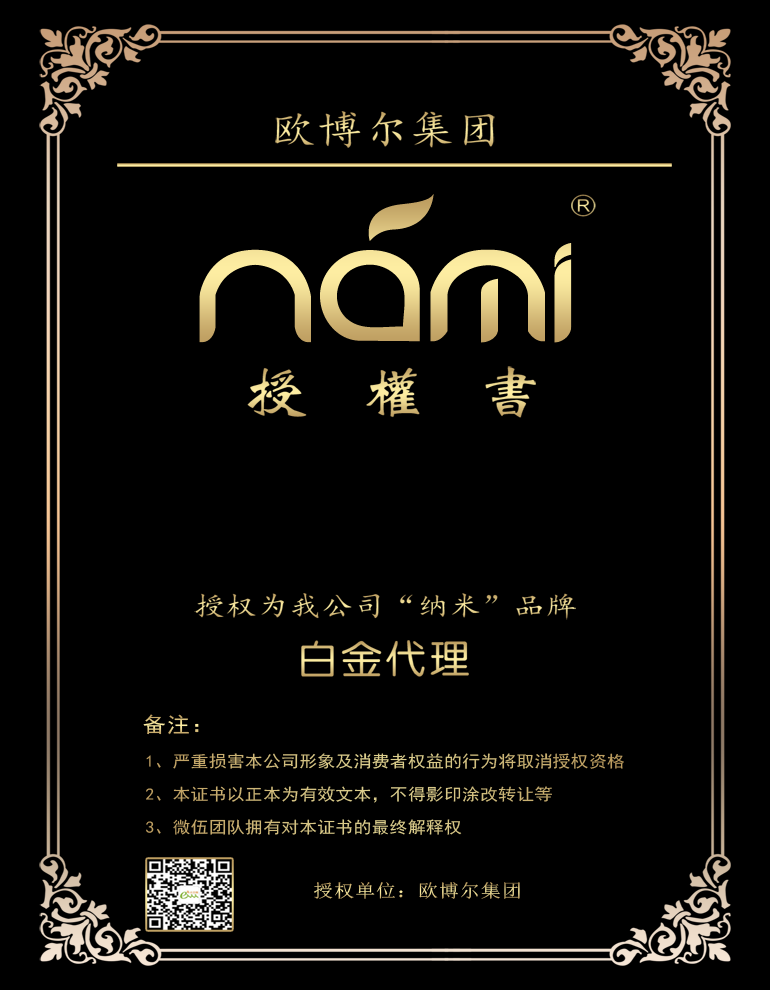 欧博尔集团
námi®
授權書
授权为我公司“纳米”品牌
白金代理
备注：
1、严重损害本公司形象及消费者权益的行为将取消授权资格
2、本证书以正本为有效文本，不得影印涂改转让等
3、微伍团队拥有对本证书的最终解释权
授权单位：欧博尔集团